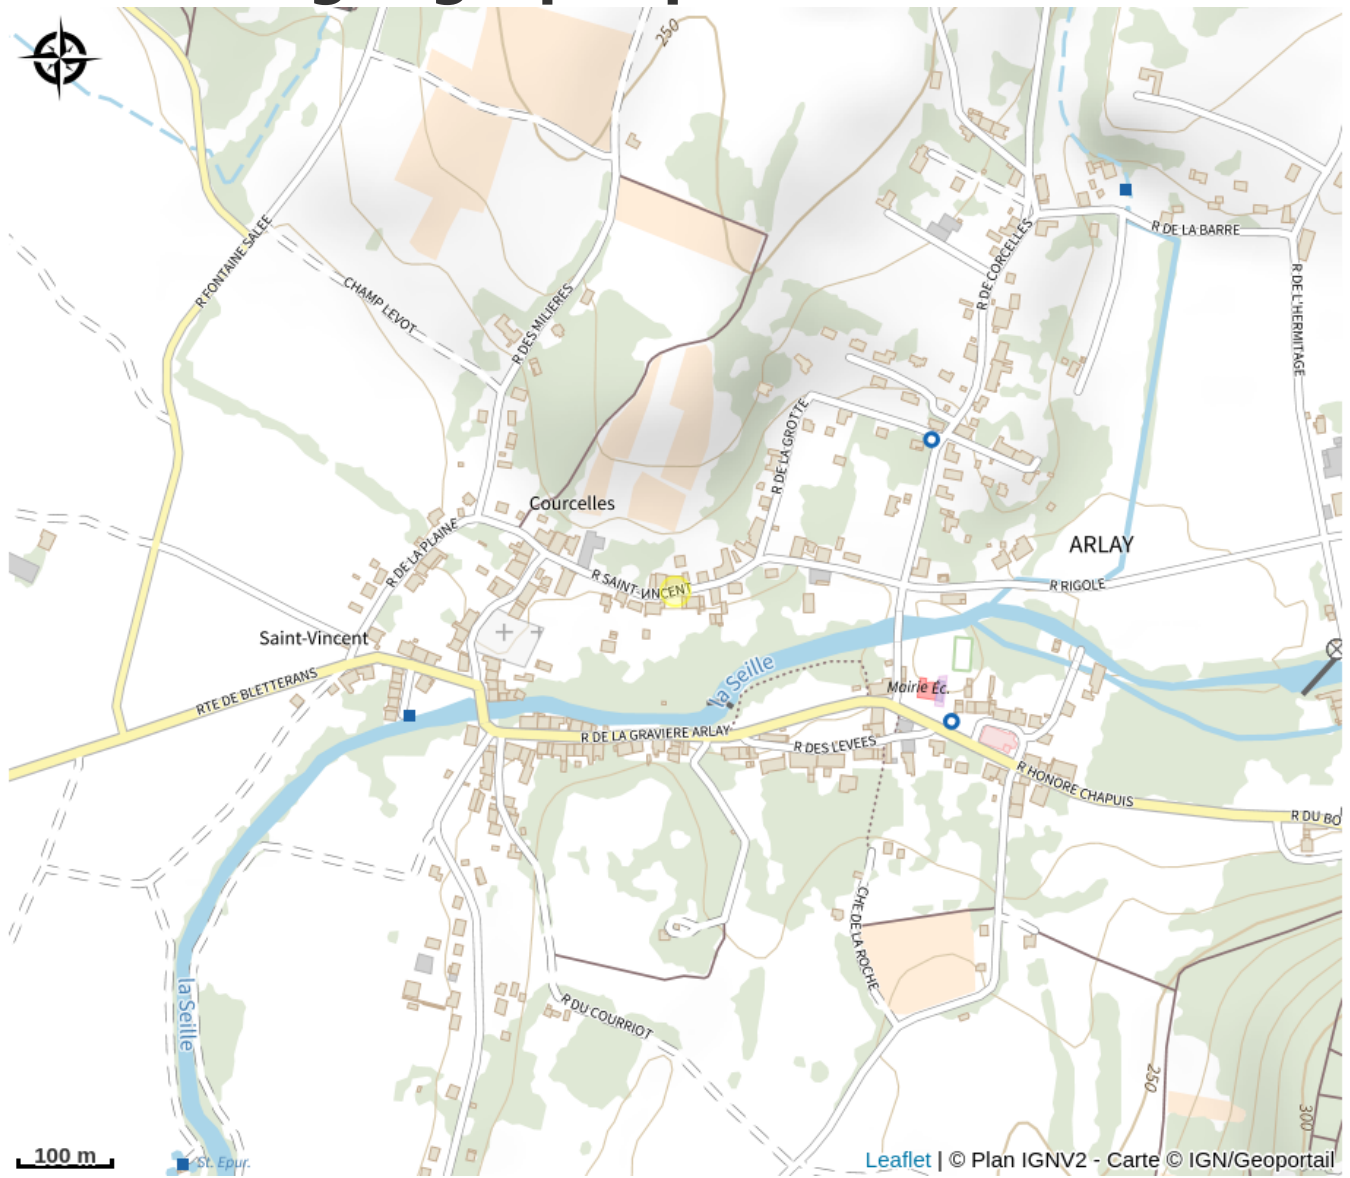 250
R FONTAINE SALEE
CHAMP LEVOT
R DES MILIERES
R DE CORCELLES
R DE LA BARRE
R DE L'HERMITAGE
R DE LA GROTTE
Courcelles
R DE LA PLAINE
ARLAY
R SAINT-VINCENT
R RIGOLE
Saint-Vincent
RTE DE BLETTERANS
la Seille
Mairie Ec.
R DE LA GRAVIERE ARLAY
R DES LEVEES
R HONORE CHAPUIS
R DU BO
CHE DE LA ROCHE
la Seille
R DU COURRIOT
250
300
100 m
St. Epur.
Leaflet | © Plan IGNV2 - Carte © IGN/Geoportail